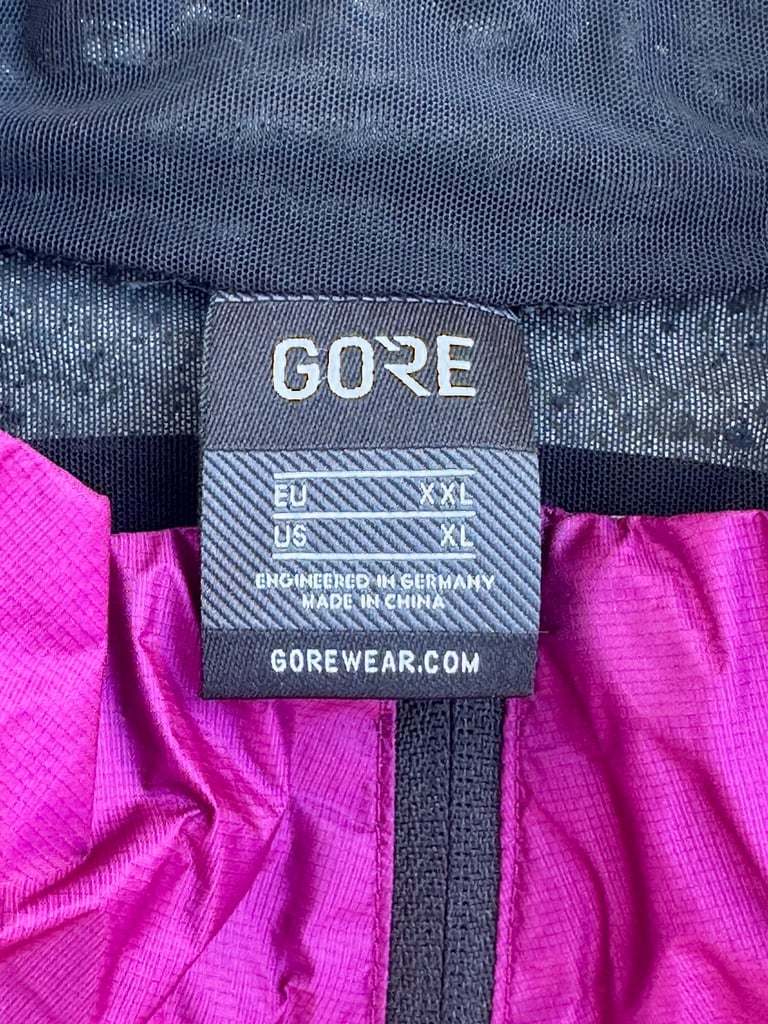 GORE
EU XXL
US XL
ENGINEERED IN GERMANY
MADE IN CHINA
GOREWEAR.COM